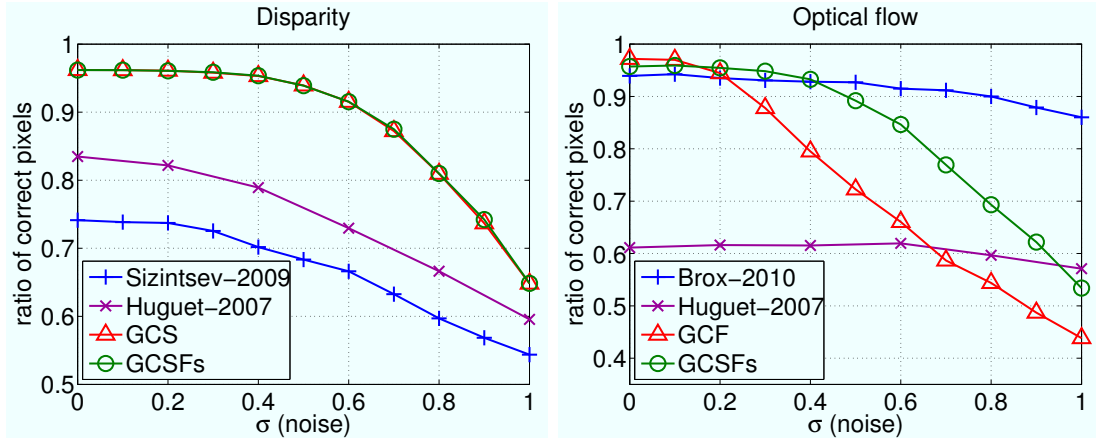 Disparity
ratio of correct pixels
1
0.9
0.8
0.7
0.6
0.5
Sizintsev-2009
Huguet-2007
GCS
GCSFs
0 0.2 0.4 0.6 0.8 1
σ (noise)
Optical flow
ratio of correct pixels
1
0.9
0.8
0.7
0.6
0.5
0.4
Brox-2010
Huguet-2007
GCF
GCSFs
0 0.2 0.4 0.6 0.8 1
σ (noise)